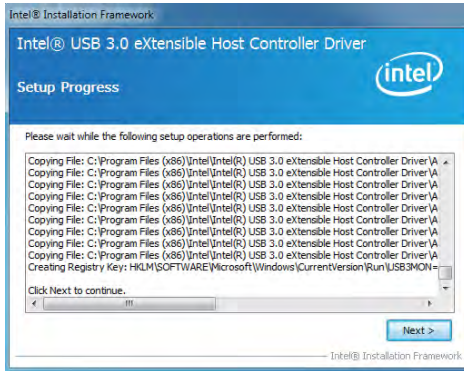 Intel® Installation Framework
Intel® USB 3.0 eXtensible Host Controller Driver
intel
Setup Progress
Please wait while the following setup operations are performed:
Copying File: C:\Program Files (x86)\Intel\Intel(R) USB 3.0 eXtensible Host Controller Driver\A
Copying File: C:\Program Files (x86)\Intel\Intel(R) USB 3.0 eXtensible Host Controller Driver\A
Copying File: C:\Program Files (x86)\Intel\Intel(R) USB 3.0 eXtensible Host Controller Driver\A
Copying File: C:\Program Files (x86)\Intel\Intel(R) USB 3.0 eXtensible Host Controller Driver\A
Copying File: C:\Program Files (x86)\Intel\Intel(R) USB 3.0 eXtensible Host Controller Driver\A
Copying File: C:\Program Files (x86)\Intel\Intel(R) USB 3.0 eXtensible Host Controller Driver\A
Copying File: C:\Program Files (x86)\Intel\Intel(R) USB 3.0 eXtensible Host Controller Driver\A
Copying File: C:\Program Files (x86)\Intel\Intel(R) USB 3.0 eXtensible Host Controller Driver\A
Copying File: C:\Program Files (x86)\Intel\Intel(R) USB 3.0 eXtensible Host Controller Driver\A
Creating Registry Key: HKLM\SOFTWARE\Microsoft\Windows\CurrentVersion\Run\USB3MON=
Click Next to continue.
Next >
Intel® Installation Framework